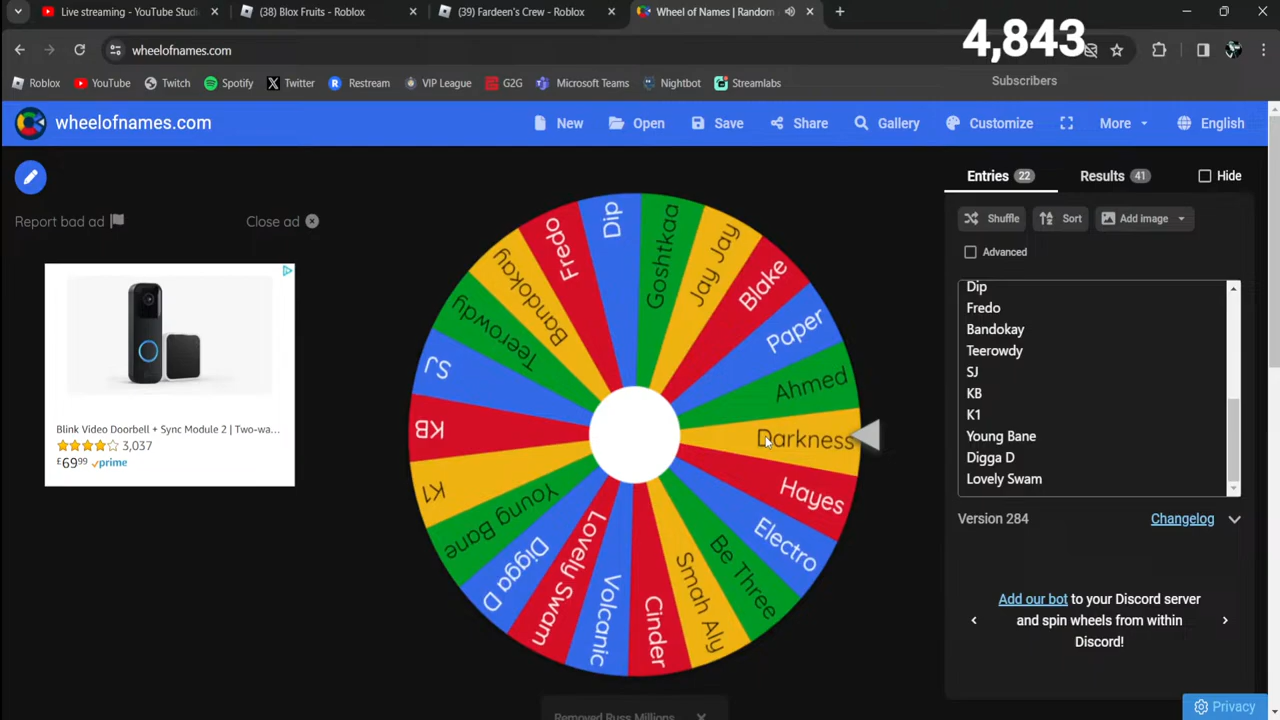 Live streaming - YouTube Studi
(38) Blox Fruits - Roblox
(39) Fardeen's Crew - Roblox
Wheel of Names | Random
4,843
Subscribers
wheelofnames.com
Roblox
YouTube
Twitch
Spotify
Twitter
Restream
VIP League
G2G
Microsoft Teams
Nightbot
Streamlabs
wheelofnames.com
New
Open
Save
Share
Gallery
Customize
More
English
Report bad ad
Close ad
Blink Video Doorbell + Sync Module 2 | Two-wa...
3,037
£69.99 prime
Dip
Goshtkaa
Jay Jay
Blake
Paper
Ahmed
Darkness
Hayes
Electro
Be Three
Smah Aly
Cinder
Volcanic
Lovely Swam
Digga D
Young Bane
K1
KB
SJ
Teerowdy
Bandokay
Fredo
Removed Russ Millions
Entries 22
Results 41
Hide
Shuffle
Sort
Add image
Advanced
Dip
Fredo
Bandokay
Teerowdy
SJ
KB
K1
Young Bane
Digga D
Lovely Swam
Version 284
Changelog
Add our bot to your Discord server
and spin wheels from within
Discord!
Privacy